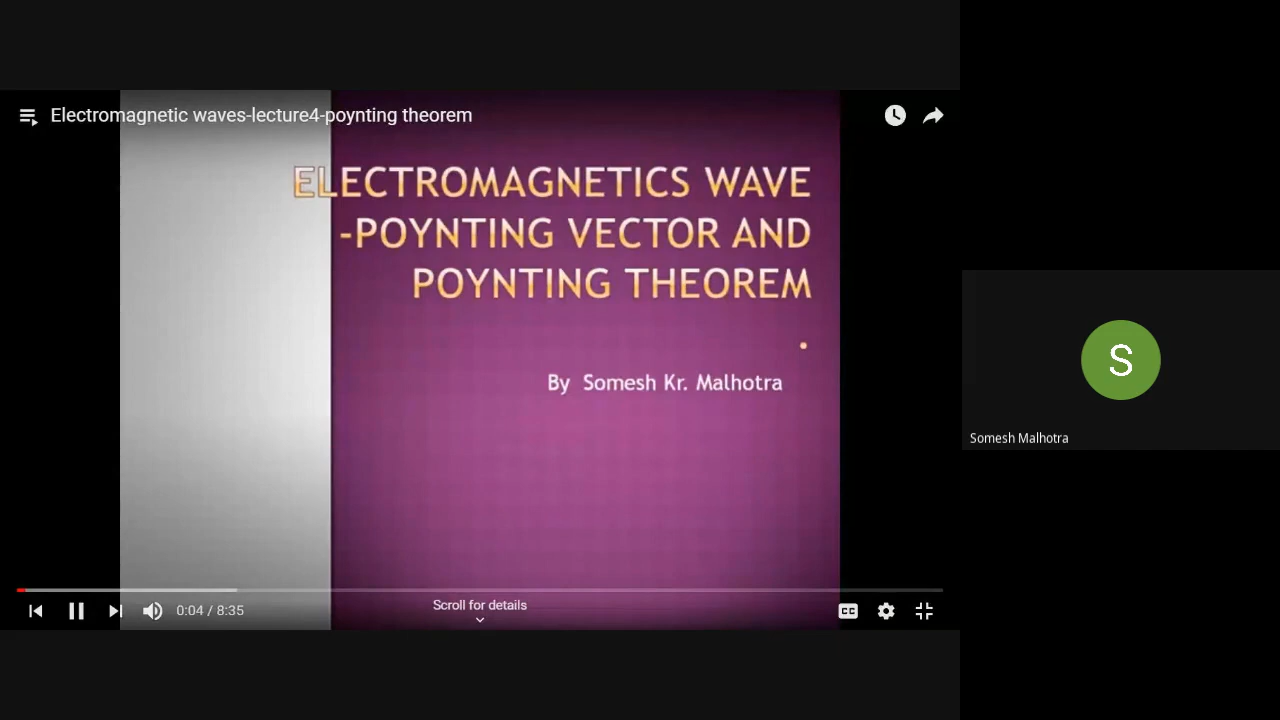 Electromagnetic waves-lecture4-poynting theorem
ELECTROMAGNETICS WAVE
-POYNTING VECTOR AND
POYNTING THEOREM
.
By Somesh Kr. Malhotra
S
Somesh Malhotra
Scroll for details
0:04 / 8:35
CC